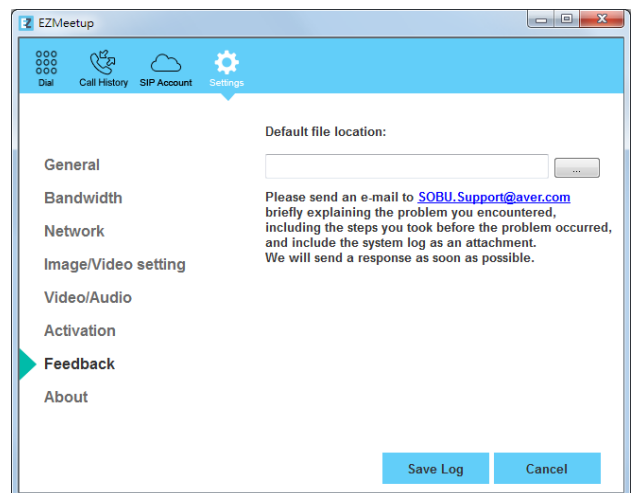 EZMeetup
Dial Call History SIP Account Settings
Default file location:
...
General
Bandwidth
Network
Image/Video setting
Video/Audio
Activation
Feedback
About
Please send an e-mail to SOBU.Support@aver.com
briefly explaining the problem you encountered,
including the steps you took before the problem occurred,
and include the system log as an attachment.
We will send a response as soon as possible.
Save Log Cancel